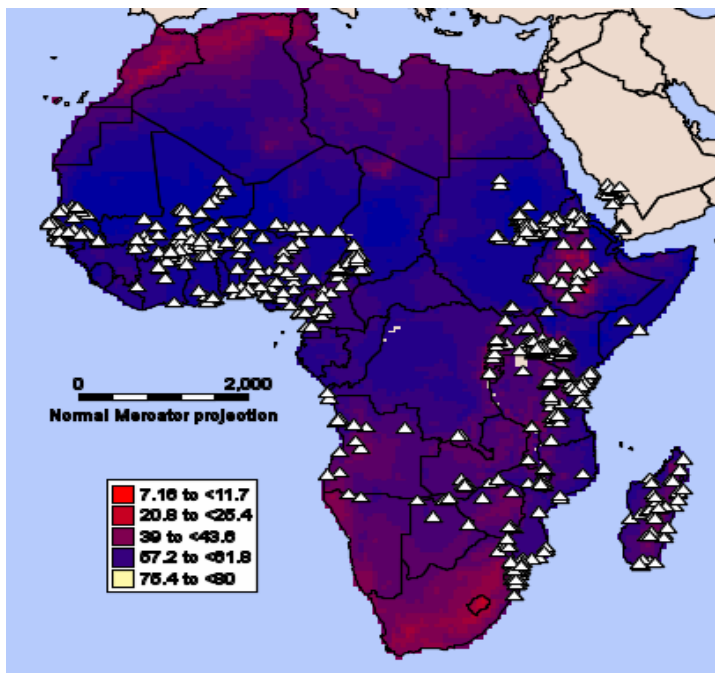 0 2,000
Normal Mercator projection
7.16 to <11.7
20.8 to <25.4
39 to <43.6
57.2 to <61.8
75.4 to <80